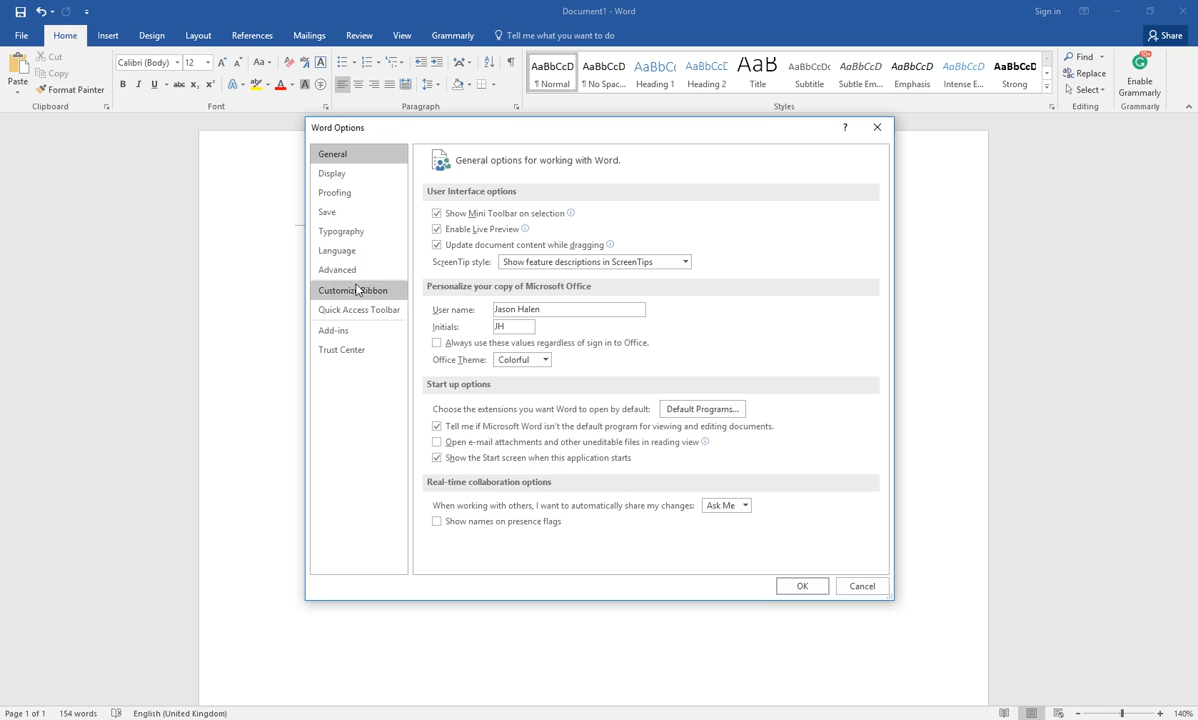 Document1 - Word
Sign in
File Home Insert Design Layout References Mailings Review View Grammarly Tell me what you want to do Share
Paste
Cut
Copy
Format Painter
Clipboard
Calibri (Body) 12 Aa
B I U abc X₂ X² A A
Font
Paragraph
AaBbCcD AaBbCcD AaBbCc AaBbCcE AaB AaBbCcDc AaBbCcD AaBbCcD AaBbCcD AaBbCcD
¶ Normal ¶ No Spac... Heading 1 Heading 2 Title Subtitle Subtle Em... Emphasis Intense E... Strong
Styles
Find
Replace
Select
Editing
10+
Enable
Grammarly
Grammarly
Word Options
?
General
Display
Proofing
Save
Typography
Language
Advanced
Customize Ribbon
Quick Access Toolbar
Add-ins
Trust Center
General options for working with Word.
User Interface options
Show Mini Toolbar on selection
Enable Live Preview
Update document content while dragging
ScreenTip style: Show feature descriptions in ScreenTips
Personalize your copy of Microsoft Office
User name: Jason Halen
Initials: JH
Always use these values regardless of sign in to Office.
Office Theme: Colorful
Start up options
Choose the extensions you want Word to open by default: Default Programs...
Tell me if Microsoft Word isn't the default program for viewing and editing documents.
Open e-mail attachments and other uneditable files in reading view
Show the Start screen when this application starts
Real-time collaboration options
When working with others, I want to automatically share my changes: Ask Me
Show names on presence flags
OK Cancel
Page 1 of 1 154 words English (United Kingdom) 140%